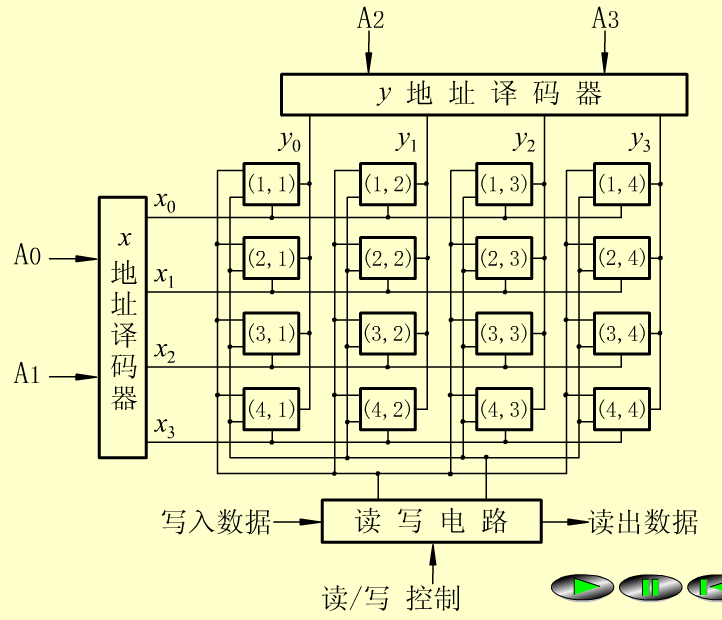 A2 A3
y 地 址 译 码 器
y0 y1 y2 y3
(1,1) (1,2) (1,3) (1,4)
x0
x
地
址
译
码
器
A0
(2,1) (2,2) (2,3) (2,4)
x1
(3,1) (3,2) (3,3) (3,4)
x2
A1
(4,1) (4,2) (4,3) (4,4)
x3
写入数据 读 写 电 路 读出数据
读/写 控制